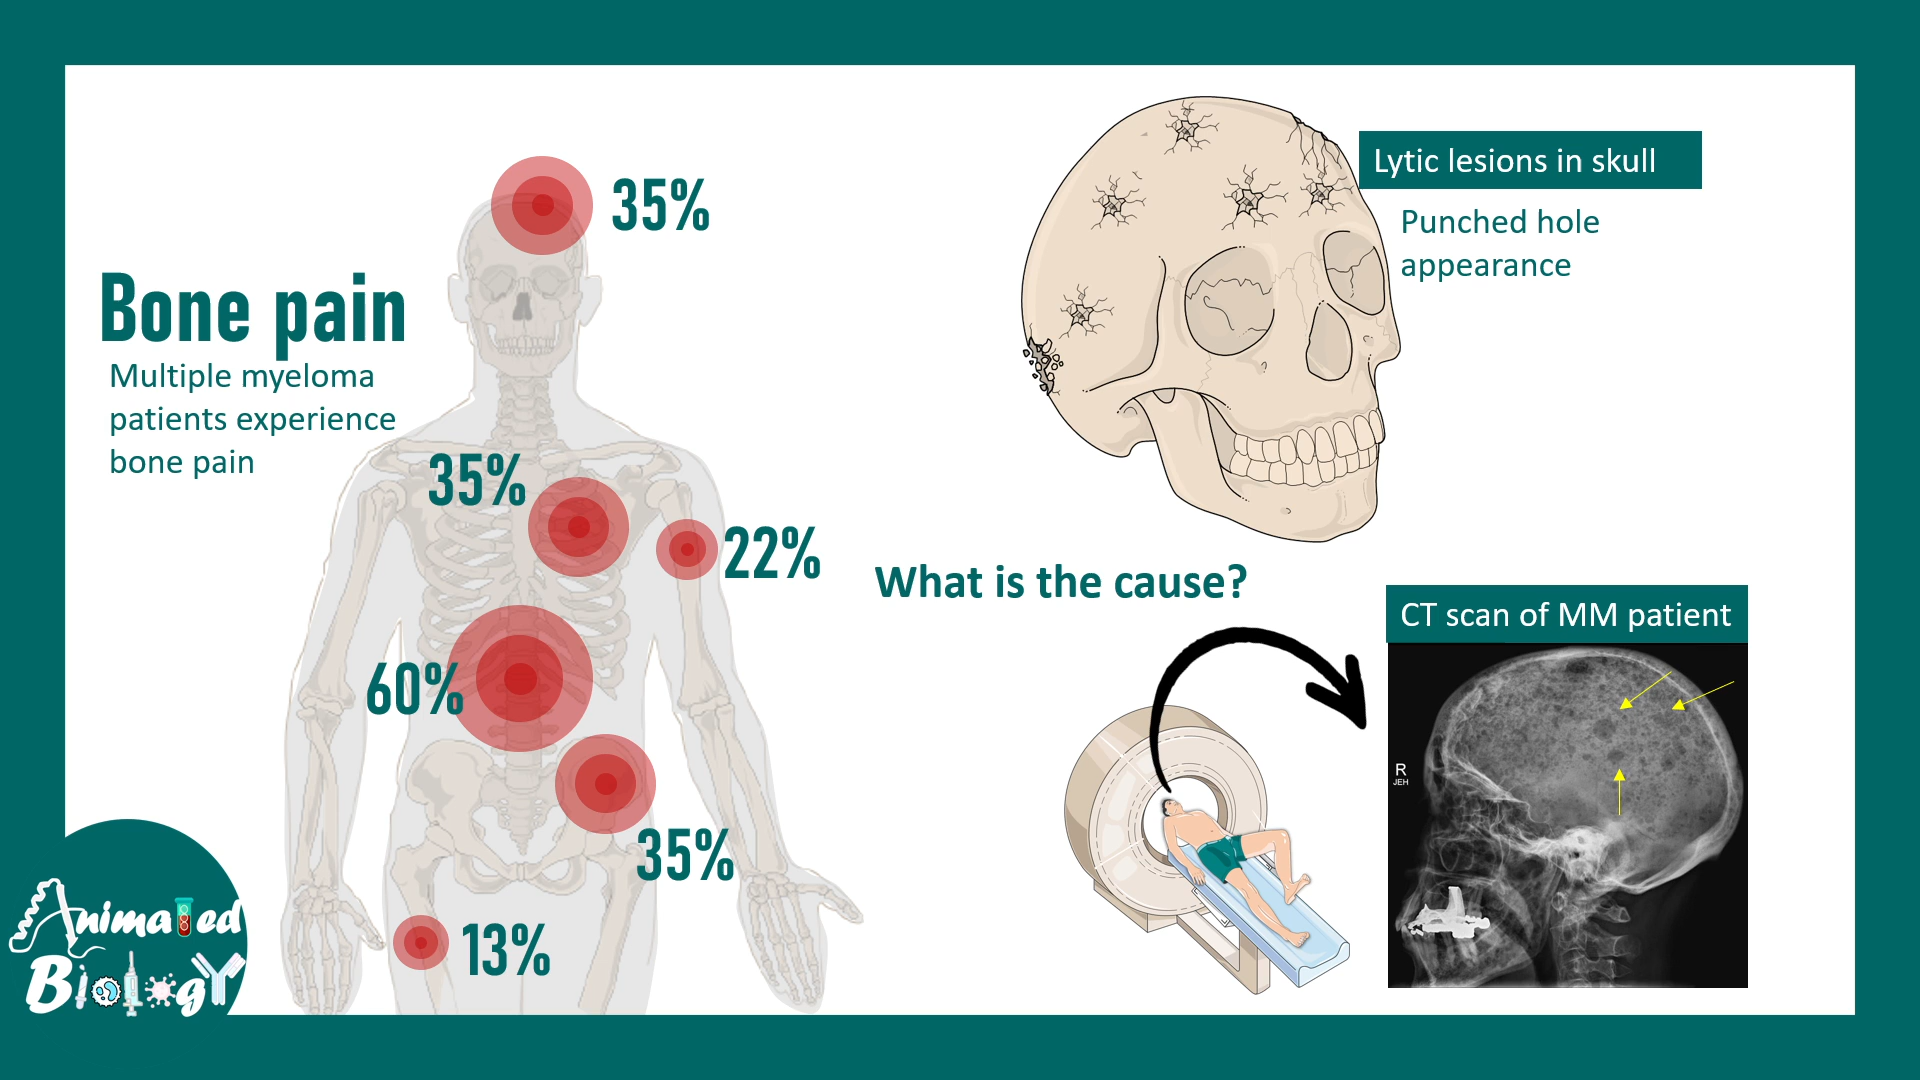 35%
Bone pain
Multiple myeloma
patients experience
bone pain
35%
22%
60%
35%
13%
Lytic lesions in skull
Punched hole
appearance
What is the cause?
CT scan of MM patient
R
JEH
Animated
Biology